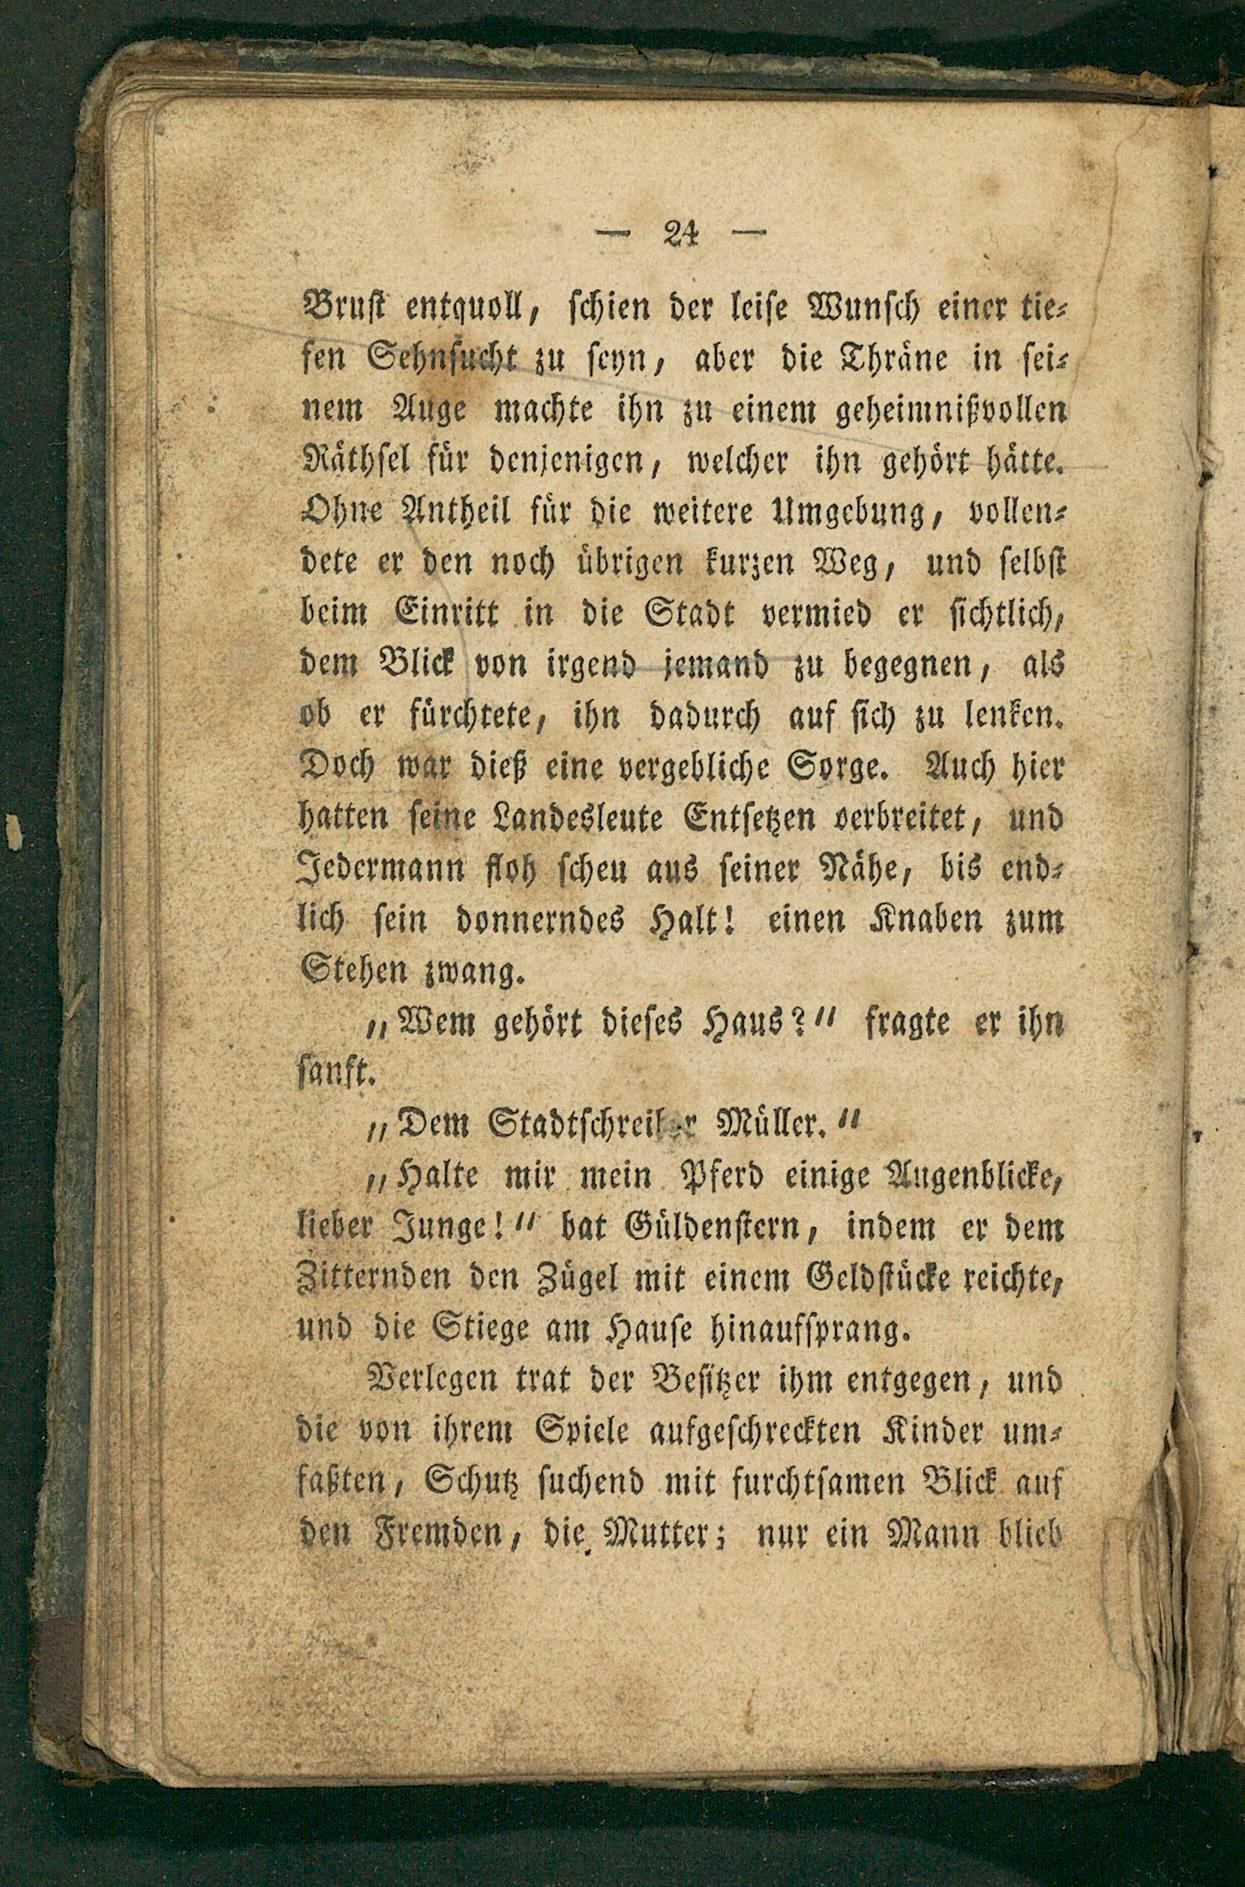 — 24 —
Brust entquoll, schien der leise Wunsch einer tie-
fen Sehnsucht zu seyn, aber die Thräne in sei-
nem Auge machte ihn zu einem geheimnißvollen
Räthsel für denjenigen, welcher ihn gehört hätte.
Ohne Antheil für die weitere Umgebung, vollen-
dete er den noch übrigen kurzen Weg, und selbst
beim Einritt in die Stadt vermied er sichtlich,
dem Blick von irgend jemand zu begegnen, als
ob er fürchtete, ihn dadurch auf sich zu lenken.
Doch war dieß eine vergebliche Sorge. Auch hier
hatten seine Landesleute Entsetzen verbreitet, und
Jedermann floh scheu aus seiner Nähe, bis end-
lich sein donnerndes Halt! einen Knaben zum
Stehen zwang.
„Wem gehört dieses Haus?“ fragte er ihn
sanft.
„Dem Stadtschreiber Müller.“
„Halte mir mein Pferd einige Augenblicke,
lieber Junge!“ bat Güldenstern, indem er dem
Zitternden den Zügel mit einem Geldstücke reichte,
und die Stiege am Hause hinaufsprang.
Verlegen trat der Besitzer ihm entgegen, und
die von ihrem Spiele aufgeschreckten Kinder um-
faßten, Schutz suchend mit furchtsamen Blick auf
den Fremden, die Mutter; nur ein Mann blieb